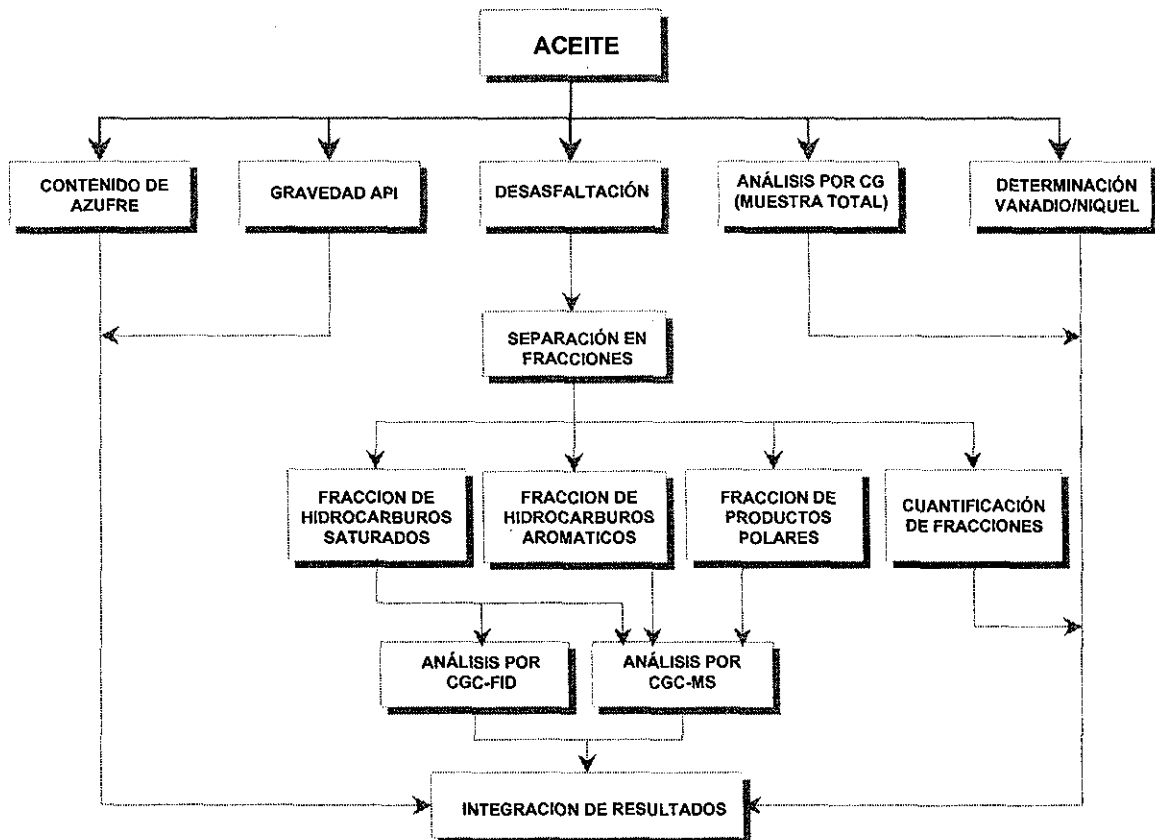 ACEITE
CONTENIDO DE
AZUFRE
GRAVEDAD API
DESASFALTACIÓN
ANÁLISIS POR CG
(MUESTRA TOTAL)
DETERMINACIÓN
VANADIO/NIQUEL
SEPARACIÓN EN
FRACCIONES
FRACCION DE
HIDROCARBUROS
SATURADOS
FRACCION DE
HIDROCARBUROS
AROMATICOS
FRACCION DE
PRODUCTOS
POLARES
CUANTIFICACIÓN
DE FRACCIONES
ANÁLISIS POR
CGC-FID
ANÁLISIS POR
CGC-MS
INTEGRACION DE RESULTADOS